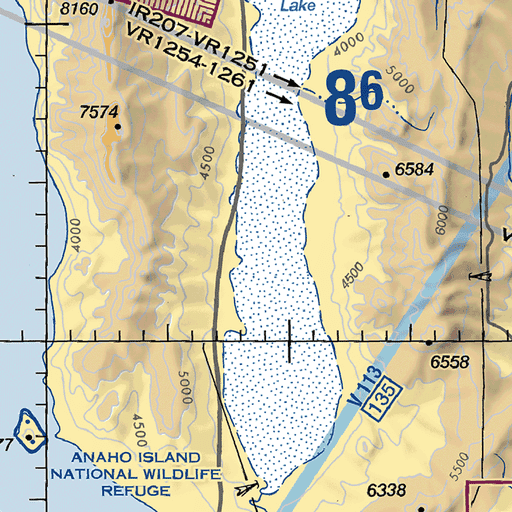 8160
Lake
IR207-VR1251
VR1254-1261
4000
5000
86
7574
4500
6584
4000
6000
4500
6558
V 113
135
5000
4500
77
ANAHO ISLAND
NATIONAL WILDLIFE
REFUGE
6338
5500